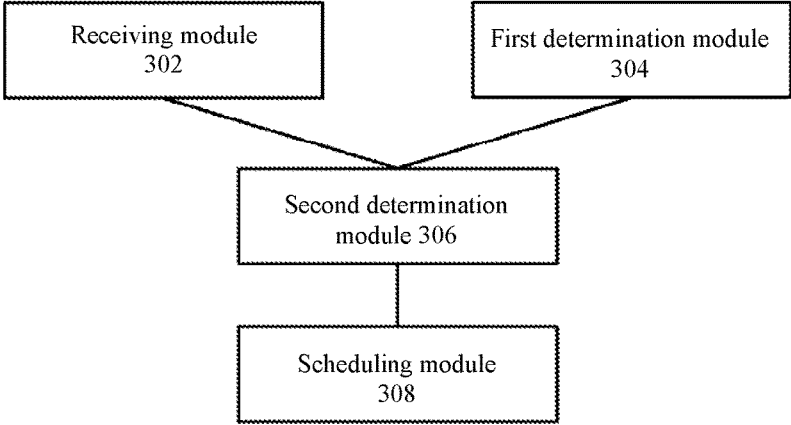 Receiving module
302
First determination module
304
Second determination
module 306
Scheduling module
308